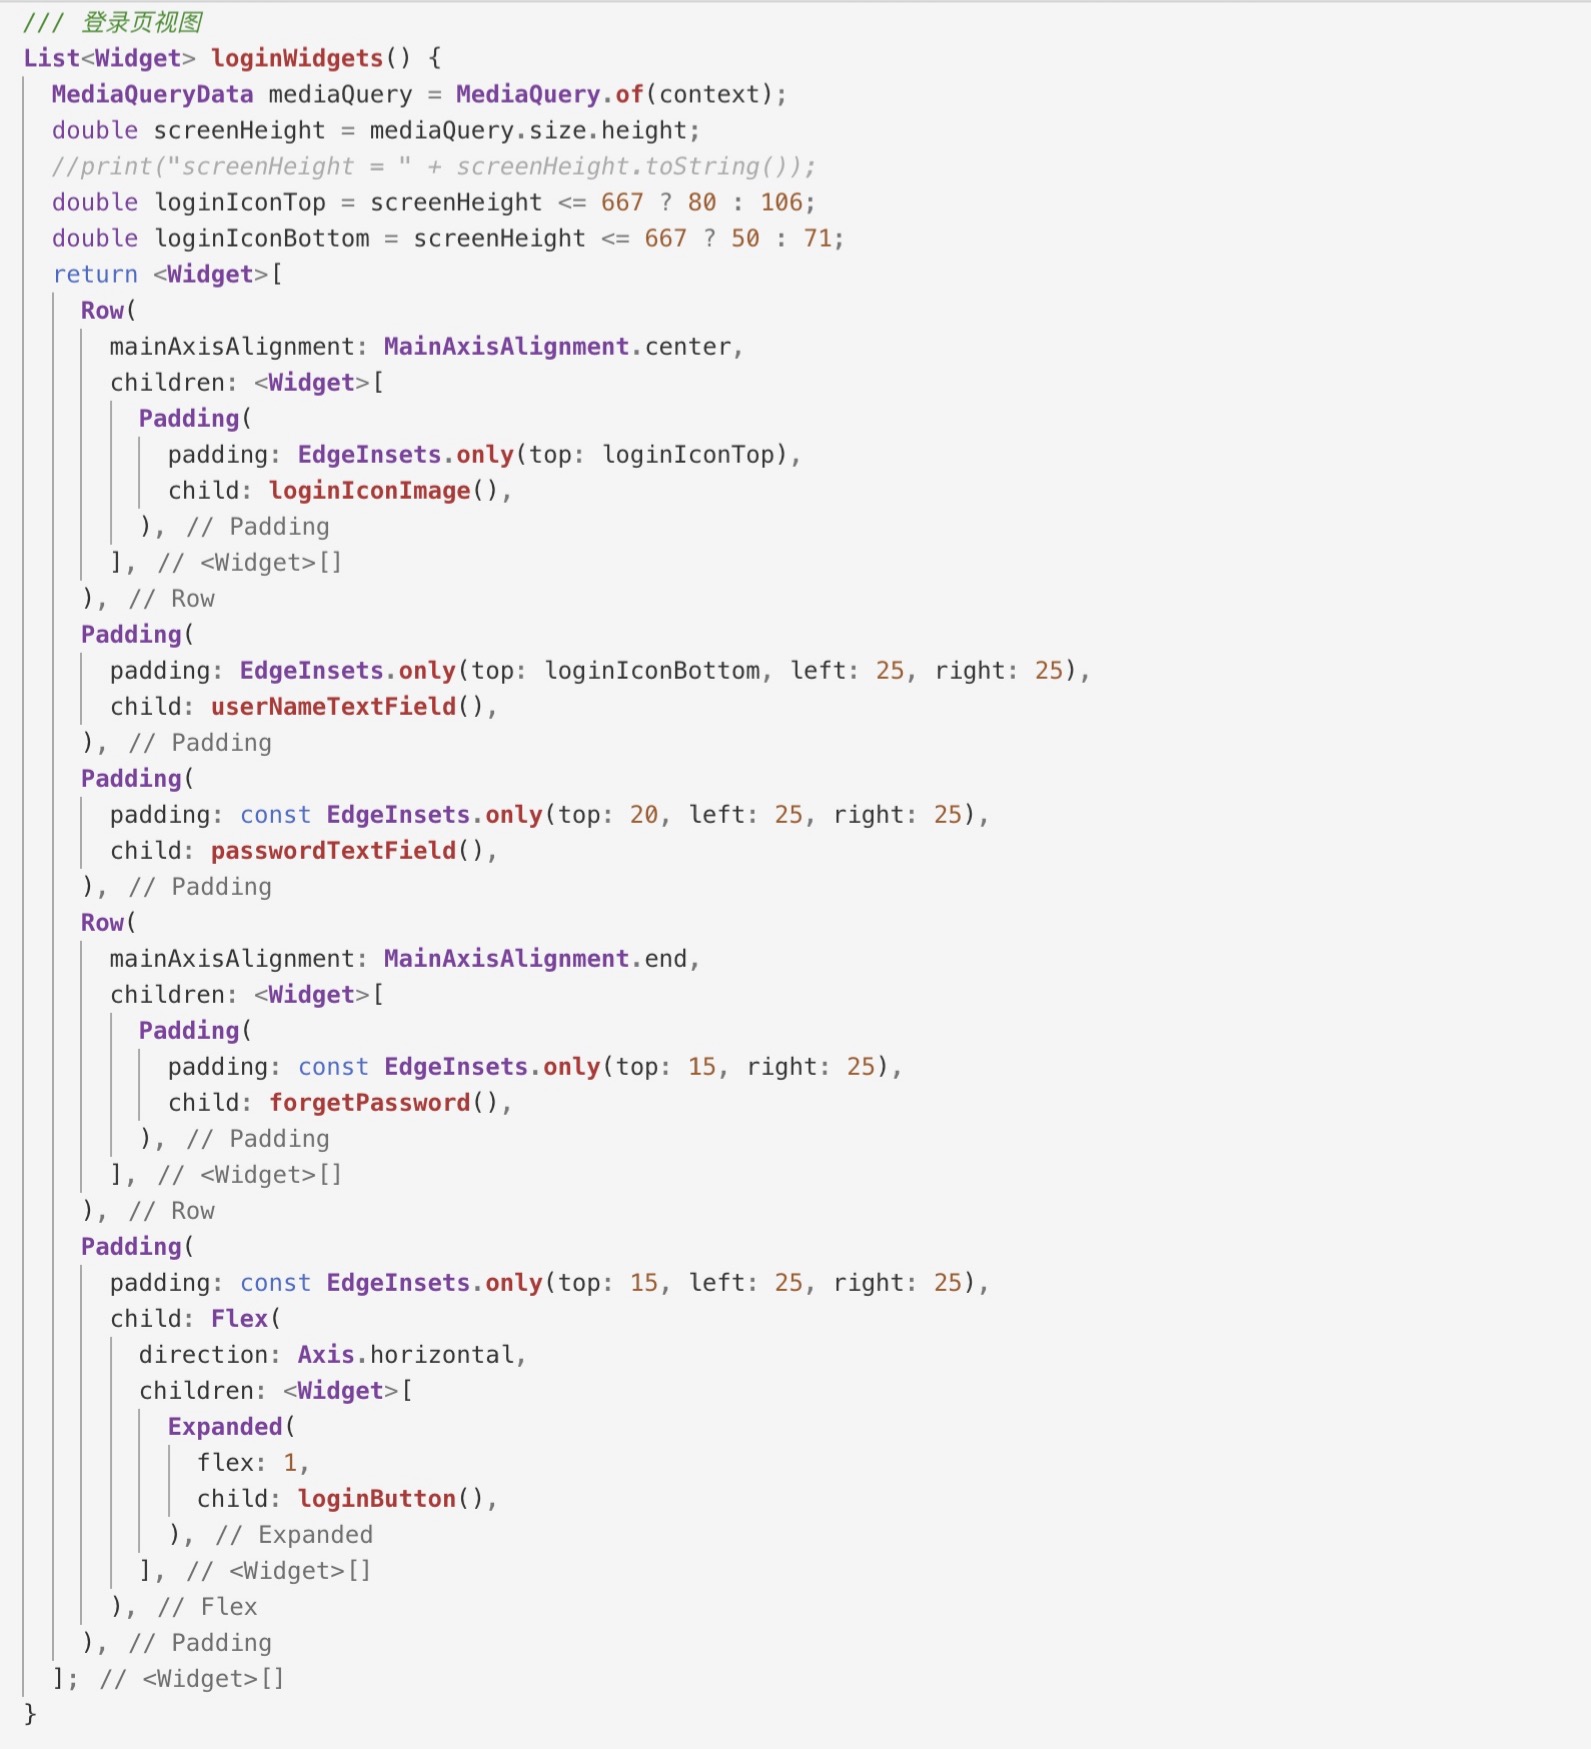 /// 登录页视图
List<Widget> loginWidgets() {
  MediaQueryData mediaQuery = MediaQuery.of(context);
  double screenHeight = mediaQuery.size.height;
  //print("screenHeight = " + screenHeight.toString());
  double loginIconTop = screenHeight <= 667 ? 80 : 106;
  double loginIconBottom = screenHeight <= 667 ? 50 : 71;
  return <Widget>[
    Row(
      mainAxisAlignment: MainAxisAlignment.center,
      children: <Widget>[
        Padding(
          padding: EdgeInsets.only(top: loginIconTop),
          child: loginIconImage(),
        ), // Padding
      ], // <Widget>[]
    ), // Row
    Padding(
      padding: EdgeInsets.only(top: loginIconBottom, left: 25, right: 25),
      child: userNameTextField(),
    ), // Padding
    Padding(
      padding: const EdgeInsets.only(top: 20, left: 25, right: 25),
      child: passwordTextField(),
    ), // Padding
    Row(
      mainAxisAlignment: MainAxisAlignment.end,
      children: <Widget>[
        Padding(
          padding: const EdgeInsets.only(top: 15, right: 25),
          child: forgetPassword(),
        ), // Padding
      ], // <Widget>[]
    ), // Row
    Padding(
      padding: const EdgeInsets.only(top: 15, left: 25, right: 25),
      child: Flex(
        direction: Axis.horizontal,
        children: <Widget>[
          Expanded(
            flex: 1,
            child: loginButton(),
          ), // Expanded
        ], // <Widget>[]
      ), // Flex
    ), // Padding
  ]; // <Widget>[]
}